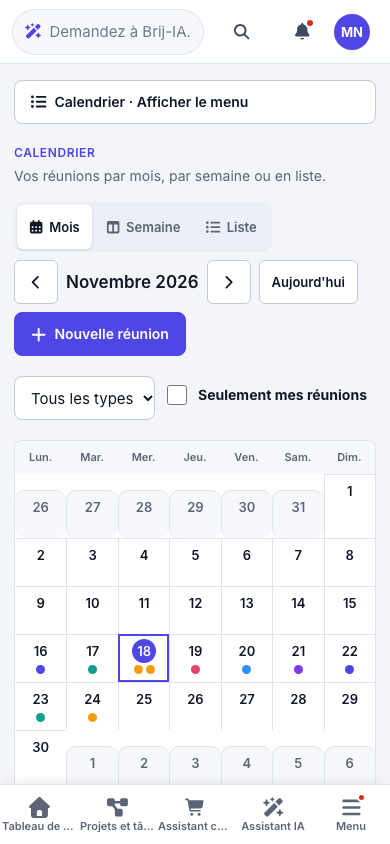 Demandez à Brij-IA.
MN
Calendrier · Afficher le menu
CALENDRIER
Vos réunions par mois, par semaine ou en liste.
Mois Semaine Liste
Novembre 2026 Aujourd'hui
Nouvelle réunion
Tous les types Seulement mes réunions
Lun. Mar. Mer. Jeu. Ven. Sam. Dim.
26 27 28 29 30 31 1
2 3 4 5 6 7 8
9 10 11 12 13 14 15
16 17 18 19 20 21 22
23 24 25 26 27 28 29
30 1 2 3 4 5 6
Tableau de ... Projets et tâ... Assistant c... Assistant IA Menu